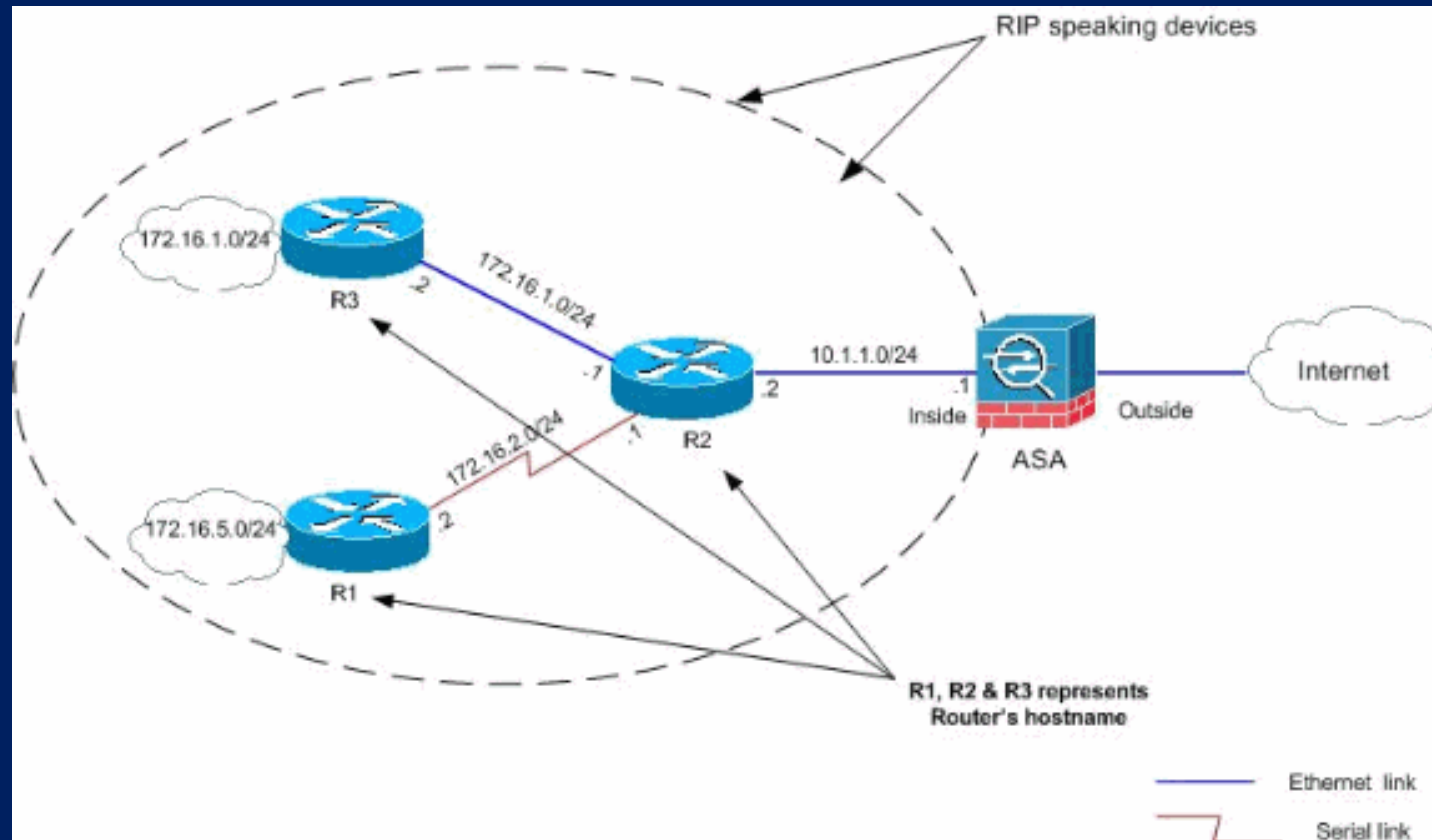 RIP speaking devices
172.16.1.0/24
R3
.2
172.16.1.0/24
.1
R2
.2
10.1.1.0/24
.1
Inside
Outside
ASA
Internet
172.16.2.0/24
.1
.2
172.16.5.0/24
R1
R1, R2 & R3 represents
Router's hostname
Ethernet link
Serial link